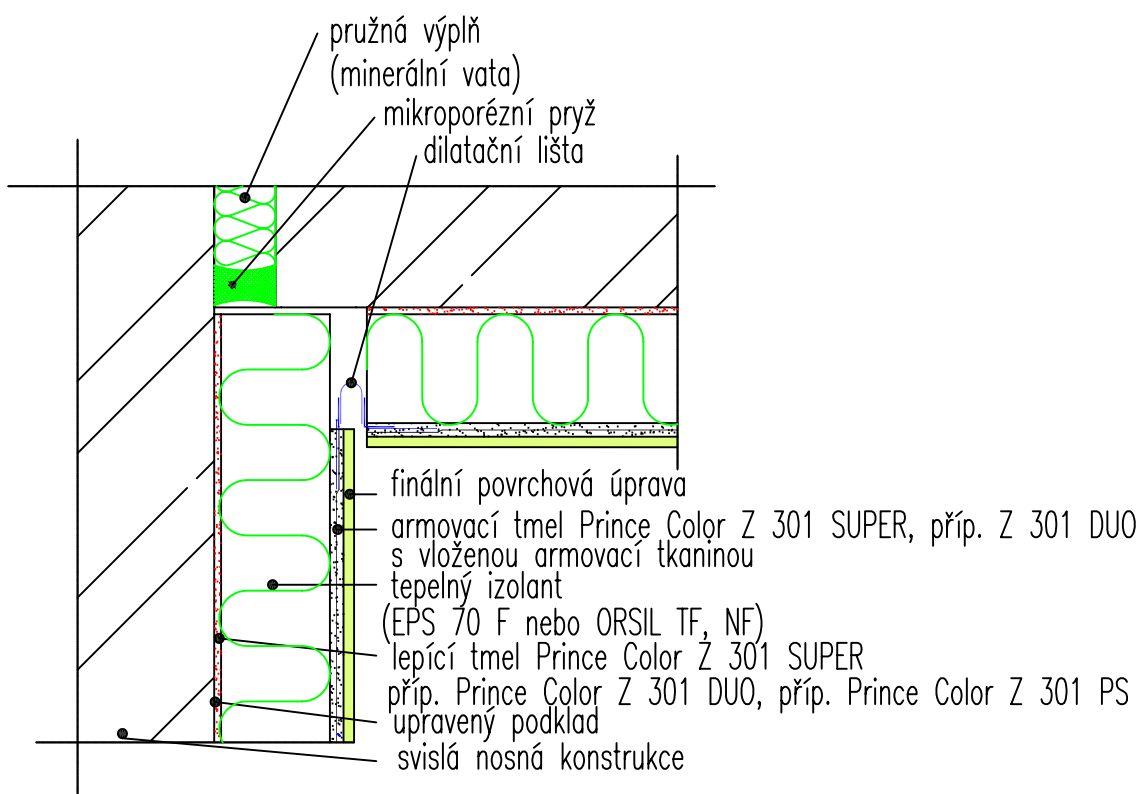 pružná výplň
(minerální vata)
mikroporézní pryž
dilatační lišta
finální povrchová úprava
armovací tmel Prince Color Z 301 SUPER, příp. Z 301 DUO
s vloženou armovací tkaninou
tepelný izolant
(EPS 70 F nebo ORSIL TF, NF)
lepící tmel Prince Color Z 301 SUPER
příp. Prince Color Z 301 DUO, příp. Prince Color Z 301 PS
upravený podklad
svislá nosná konstrukce